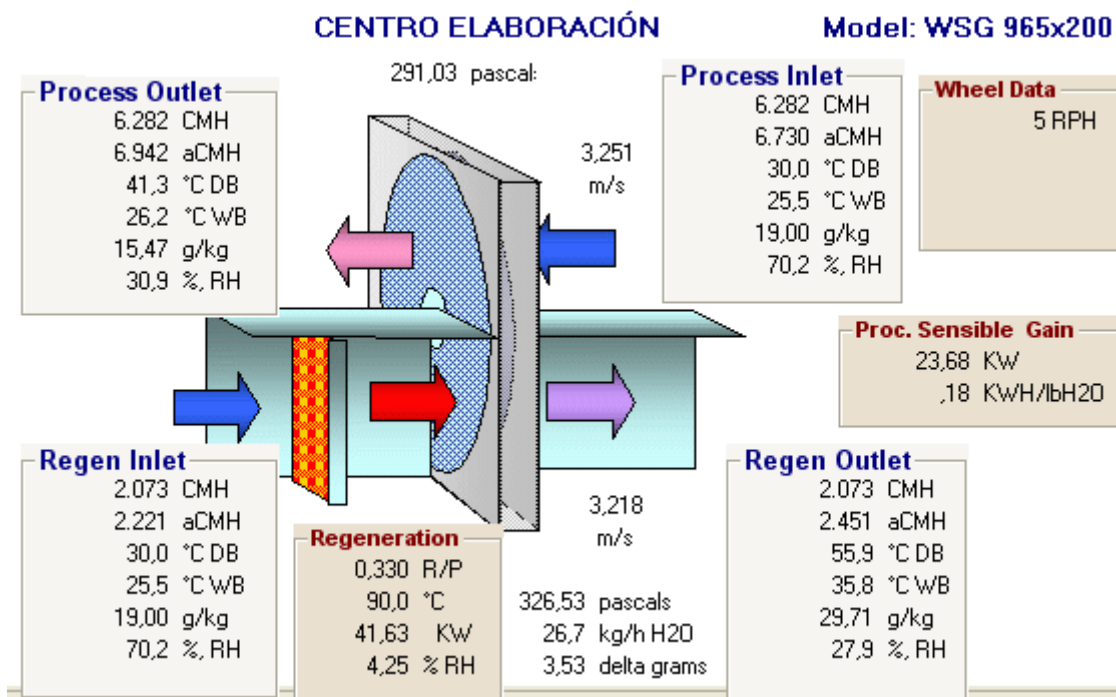 CENTRO ELABORACIÓN
Model: WSG 965x200
291,03 pascal:
Process Outlet
6.282 CMH
6.942 aCMH
41,3 °C DB
26,2 °C WB
15,47 g/kg
30,9 %, RH
3,251
m/s
Process Inlet
6.282 CMH
6.730 aCMH
30,0 °C DB
25,5 °C WB
19,00 g/kg
70,2 %, RH
Wheel Data
5 RPH
Proc. Sensible Gain
23,68 KW
,18 KWH/lbH2O
Regen Inlet
2.073 CMH
2.221 aCMH
30,0 °C DB
25,5 °C WB
19,00 g/kg
70,2 %, RH
Regeneration
0,330 R/P
90,0 °C
41,63 KW
4,25 % RH
3,218
m/s
326,53 pascals
26,7 kg/h H2O
3,53 delta grams
Regen Outlet
2.073 CMH
2.451 aCMH
55,9 °C DB
35,8 °C WB
29,71 g/kg
27,9 %, RH